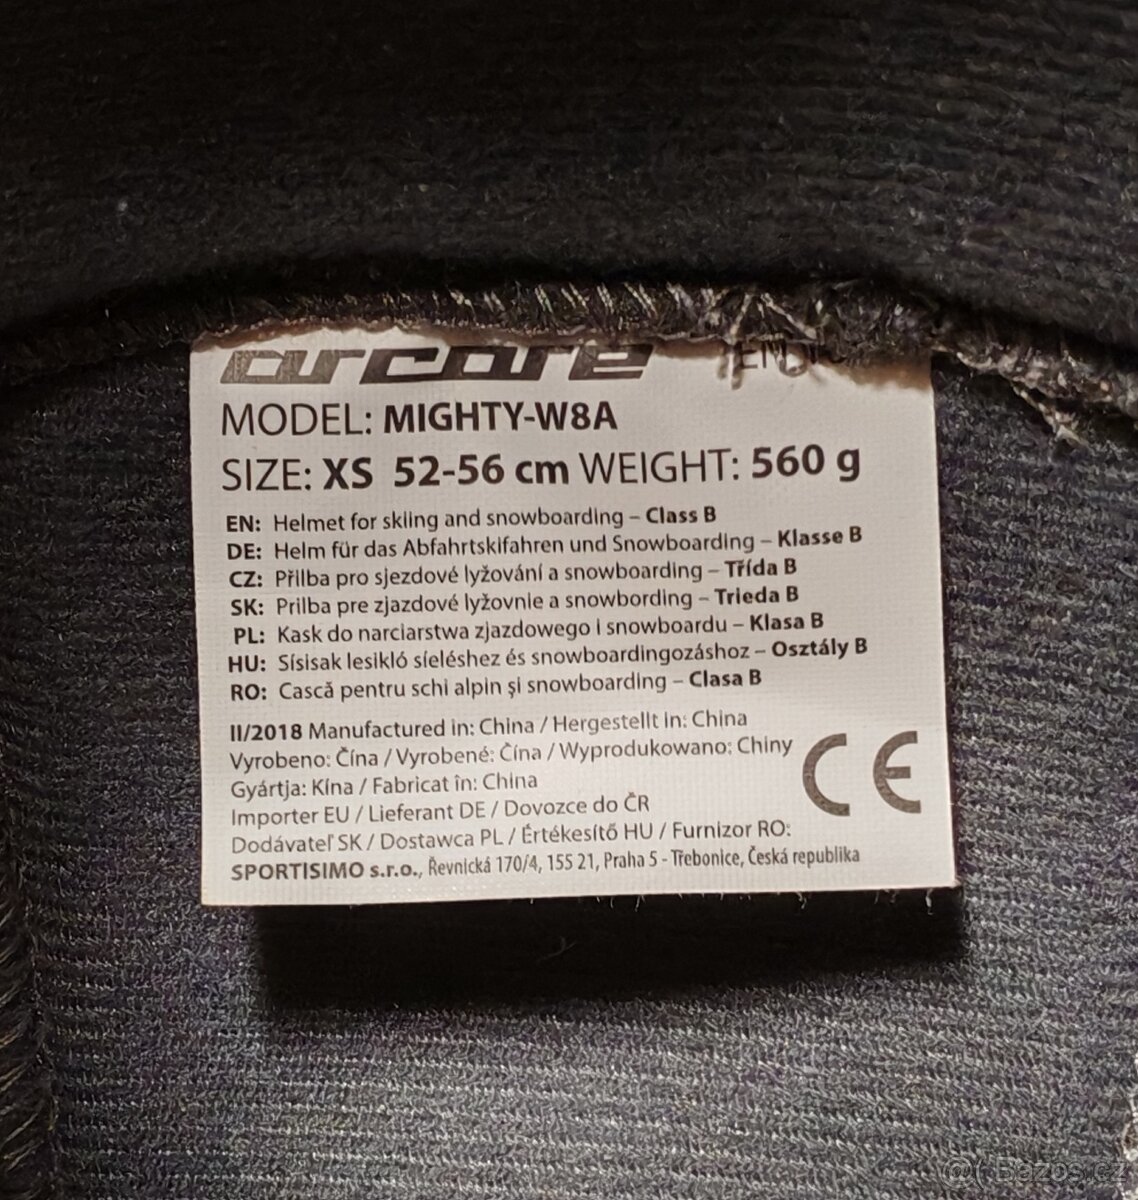 arcore
MODEL: MIGHTY-W8A
SIZE: XS 52-56 cm WEIGHT: 560 g
EN: Helmet for skiing and snowboarding – Class B
DE: Helm für das Abfahrtskifahren und Snowboarding – Klasse B
CZ: Přilba pro sjezdové lyžování a snowboarding – Třída B
SK: Prilba pre zjazdové lyžovnie a snowbording – Trieda B
PL: Kask do narciarstwa zjazdowego i snowboardu – Klasa B
HU: Sísisak lesikló síeléshez és snowboardingozáshoz – Osztály B
RO: Cască pentru schi alpin şi snowboarding – Clasa B
II/2018 Manufactured in: China / Hergestellt in: China
Vyrobeno: Čína / Vyrobené: Čína / Wyprodukowano: Chiny
Gyártja: Kína / Fabricat în: China
Importer EU / Lieferant DE / Dovozce do ČR
Dodávateľ SK / Dostawca PL / Értékesítő HU / Furnizor RO:
SPORTISIMO s.r.o., Řevnická 170/4, 155 21, Praha 5 - Třebonice, Česká republika
CE
Bazos.cz